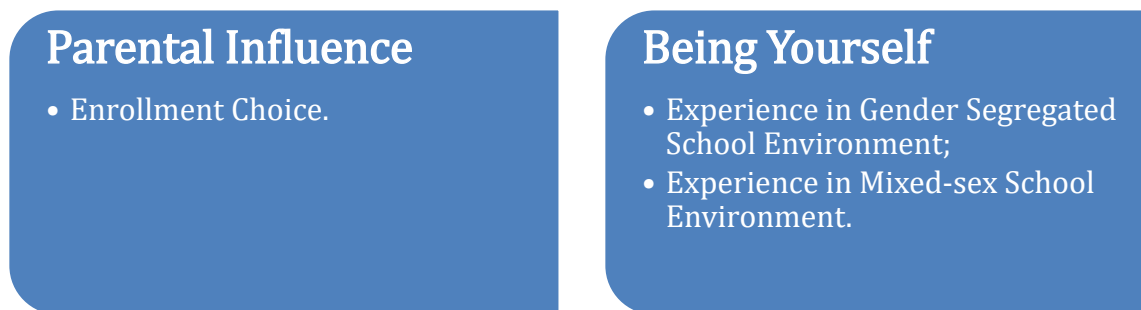 Parental Influence
• Enrollment Choice.
Being Yourself
• Experience in Gender Segregated
School Environment;
• Experience in Mixed-sex School
Environment.